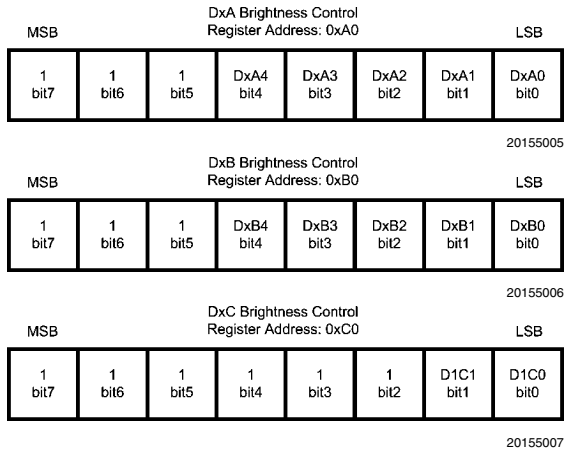 DxA Brightness Control
MSB Register Address: 0xA0 LSB
1 1 1 DxA4 DxA3 DxA2 DxA1 DxA0
bit7 bit6 bit5 bit4 bit3 bit2 bit1 bit0
20155005
DxB Brightness Control
MSB Register Address: 0xB0 LSB
1 1 1 DxB4 DxB3 DxB2 DxB1 DxB0
bit7 bit6 bit5 bit4 bit3 bit2 bit1 bit0
20155006
DxC Brightness Control
MSB Register Address: 0xC0 LSB
1 1 1 1 1 1 D1C1 D1C0
bit7 bit6 bit5 bit4 bit3 bit2 bit1 bit0
20155007